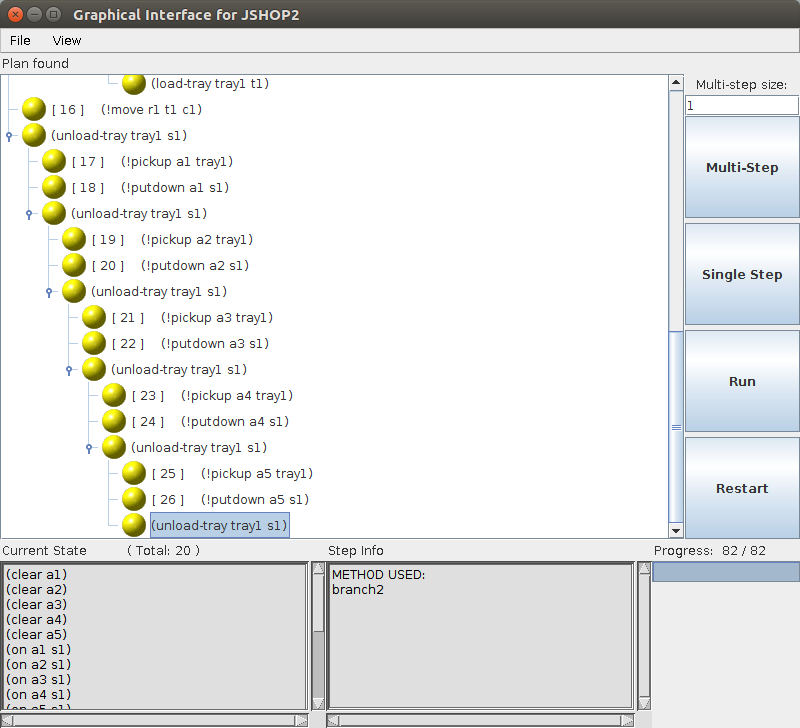 Graphical Interface for JSHOP2
File View
Plan found
(load-tray tray1 t1)
[ 16 ] (!move r1 t1 c1)
(unload-tray tray1 s1)
[ 17 ] (!pickup a1 tray1)
[ 18 ] (!putdown a1 s1)
(unload-tray tray1 s1)
[ 19 ] (!pickup a2 tray1)
[ 20 ] (!putdown a2 s1)
(unload-tray tray1 s1)
[ 21 ] (!pickup a3 tray1)
[ 22 ] (!putdown a3 s1)
(unload-tray tray1 s1)
[ 23 ] (!pickup a4 tray1)
[ 24 ] (!putdown a4 s1)
(unload-tray tray1 s1)
[ 25 ] (!pickup a5 tray1)
[ 26 ] (!putdown a5 s1)
(unload-tray tray1 s1)
Multi-step size:
1
Multi-Step
Single Step
Run
Restart
Current State ( Total: 20 )
(clear a1)
(clear a2)
(clear a3)
(clear a4)
(clear a5)
(on a1 s1)
(on a2 s1)
(on a3 s1)
(on a4 s1)
(on a5 s1)
Step Info
METHOD USED:
branch2
Progress: 82 / 82